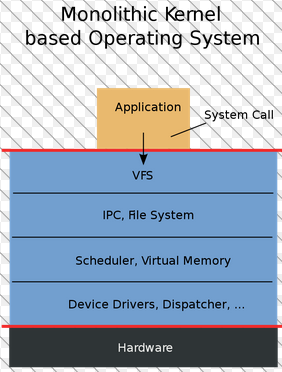 Monolithic Kernel
based Operating System
Application
System Call
VFS
IPC, File System
Scheduler, Virtual Memory
Device Drivers, Dispatcher, ...
Hardware